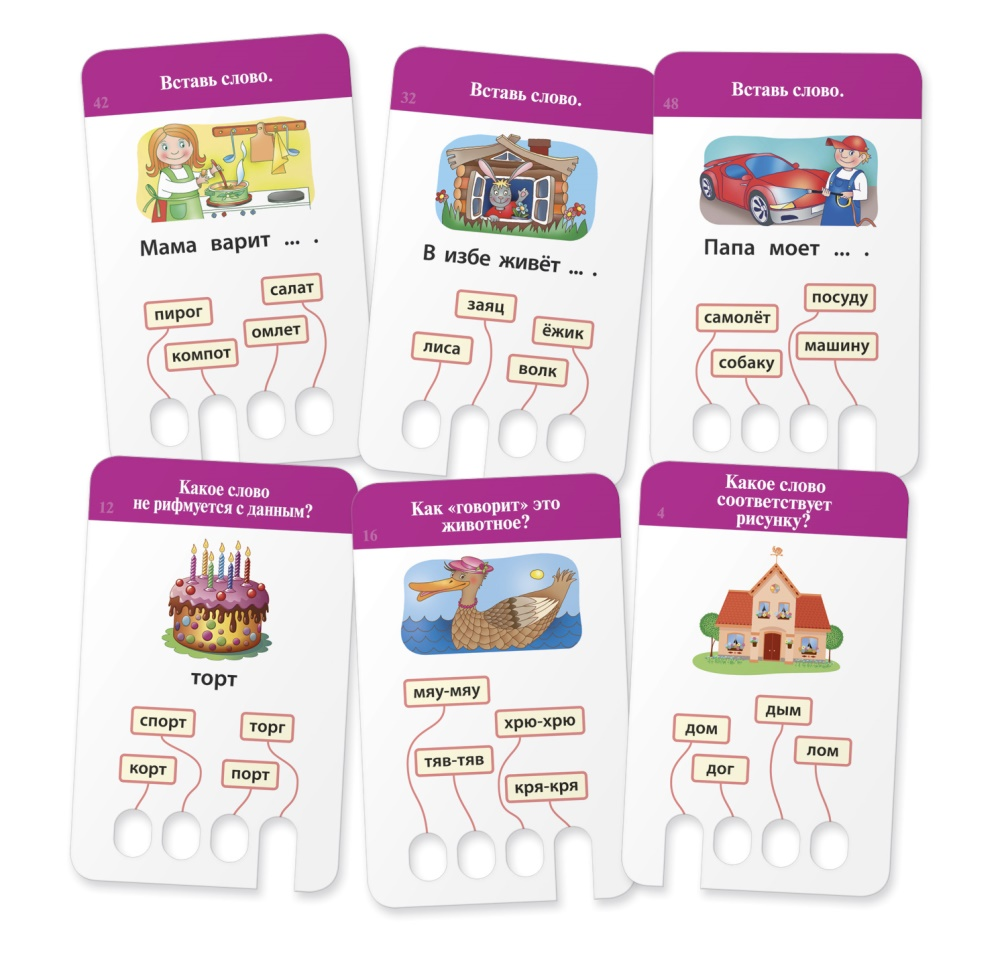 42
Вставь слово.
Мама варит ... .
салат
пирог
омлет
компот
32
Вставь слово.
В избе живёт ... .
заяц
ёжик
лиса
волк
48
Вставь слово.
Папа моет ... .
посуду
самолёт
машину
собаку
12
Какое слово
не рифмуется с данным?
торт
спорт
торг
корт
порт
16
Как «говорит» это
животное?
мяу-мяу
хрю-хрю
тяв-тяв
кря-кря
4
Какое слово
соответствует
рисунку?
дым
дом
лом
дог